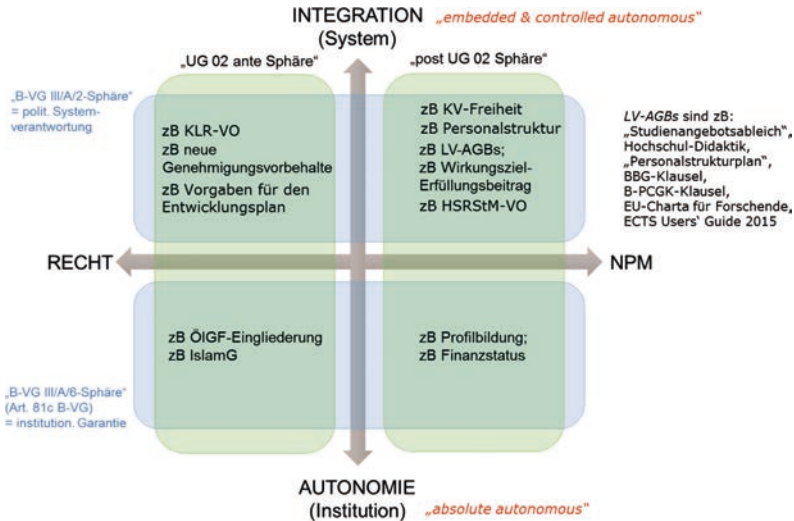 INTEGRATION
(System)
„embedded & controlled autonomous“
„UG 02 ante Sphäre“
„post UG 02 Sphäre“
„B-VG III/A/2-Sphäre“
= polit. System-
verantwortung
zB KLR-VO
zB neue
Genehmigungsvorbehalte
zB Vorgaben für den
Entwicklungsplan
zB KV-Freiheit
zB Personalstruktur
zB LV-AGBs;
zB Wirkungsziel-
Erfüllungsbeitrag
zB HSRStM-VO
LV-AGBs sind zB:
„Studienangebotsableich“,
Hochschul-Didaktik,
„Personalstrukturplan“,
BBG-Klausel,
B-PCGK-Klausel,
EU-Charta für Forschende,
ECTS Users' Guide 2015
RECHT
NPM
zB ÖIGF-Eingliederung
zB IslamG
zB Profilbildung;
zB Finanzstatus
„B-VG III/A/6-Sphäre“
(Art. 81c B-VG)
= institution. Garantie
AUTONOMIE
(Institution)
„absolute autonomous“